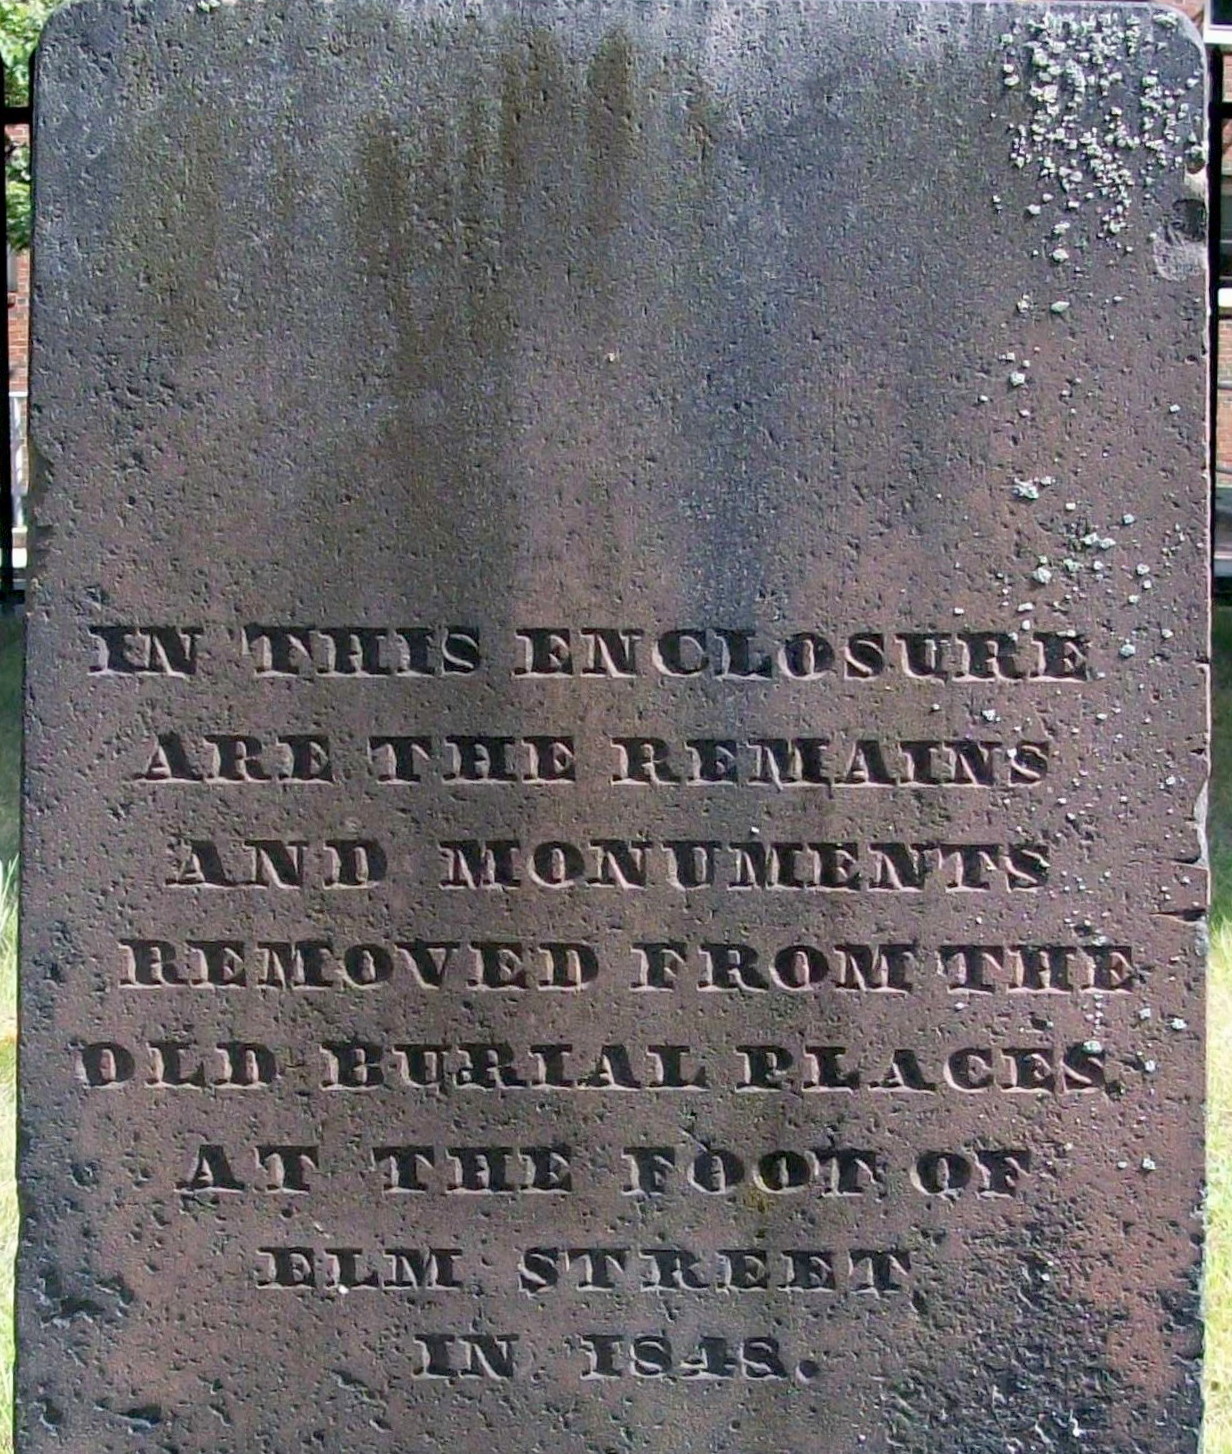 IN THIS ENCLOSURE
ARE THE REMAINS
AND MONUMENTS
REMOVED FROM THE
OLD BURIAL PLACES
AT THE FOOT OF
ELM STREET
IN 1848.